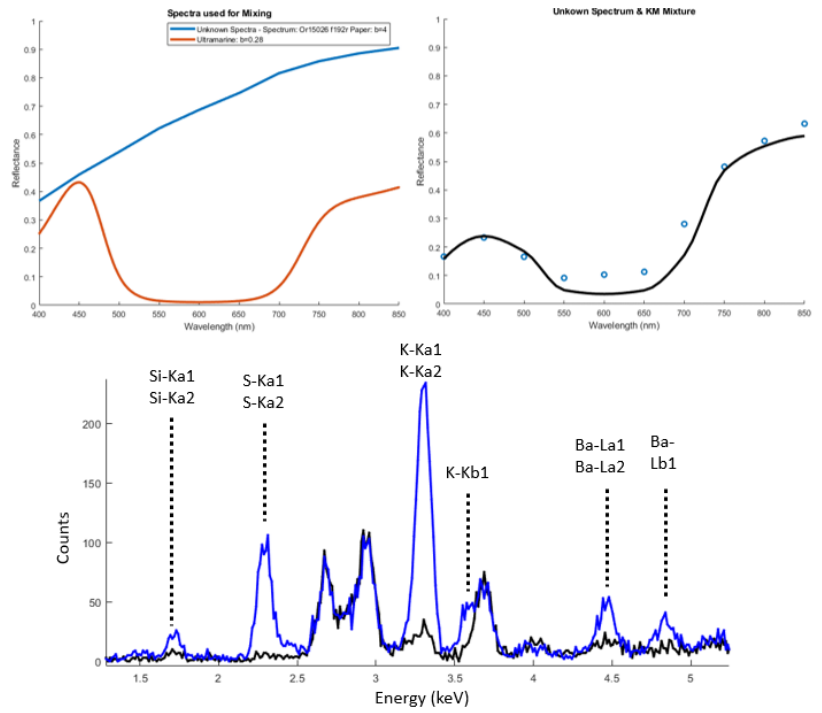 Spectra used for Mixing
Unknown Spectra - Spectrum: Or15026 f192r Paper: b=4
Ultramarine: b=0.28
1
0.9
0.8
0.7
0.6
0.5
0.4
0.3
0.2
0.1
0
Reflectance
400 450 500 550 600 650 700 750 800 850
Wavelength (nm)
Unkown Spectrum & KM Mixture
1
0.9
0.8
0.7
0.6
0.5
0.4
0.3
0.2
0.1
0
Reflectance
400 450 500 550 600 650 700 750 800 850
Wavelength (nm)
Si-Ka1
Si-Ka2
S-Ka1
S-Ka2
K-Ka1
K-Ka2
K-Kb1
Ba-La1
Ba-La2
Ba-
Lb1
200
150
100
50
0
Counts
1.5 2 2.5 3 3.5 4 4.5 5
Energy (keV)